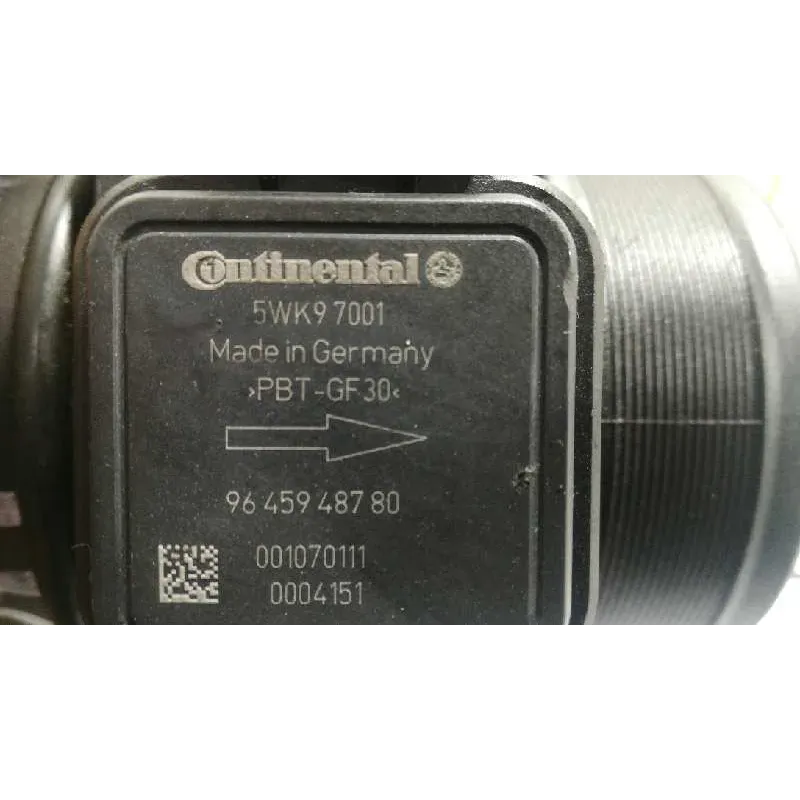 Continental
5WK9 7001
Made in Germany
>PBT-GF30<
96 459 487 80
001070111
0004151